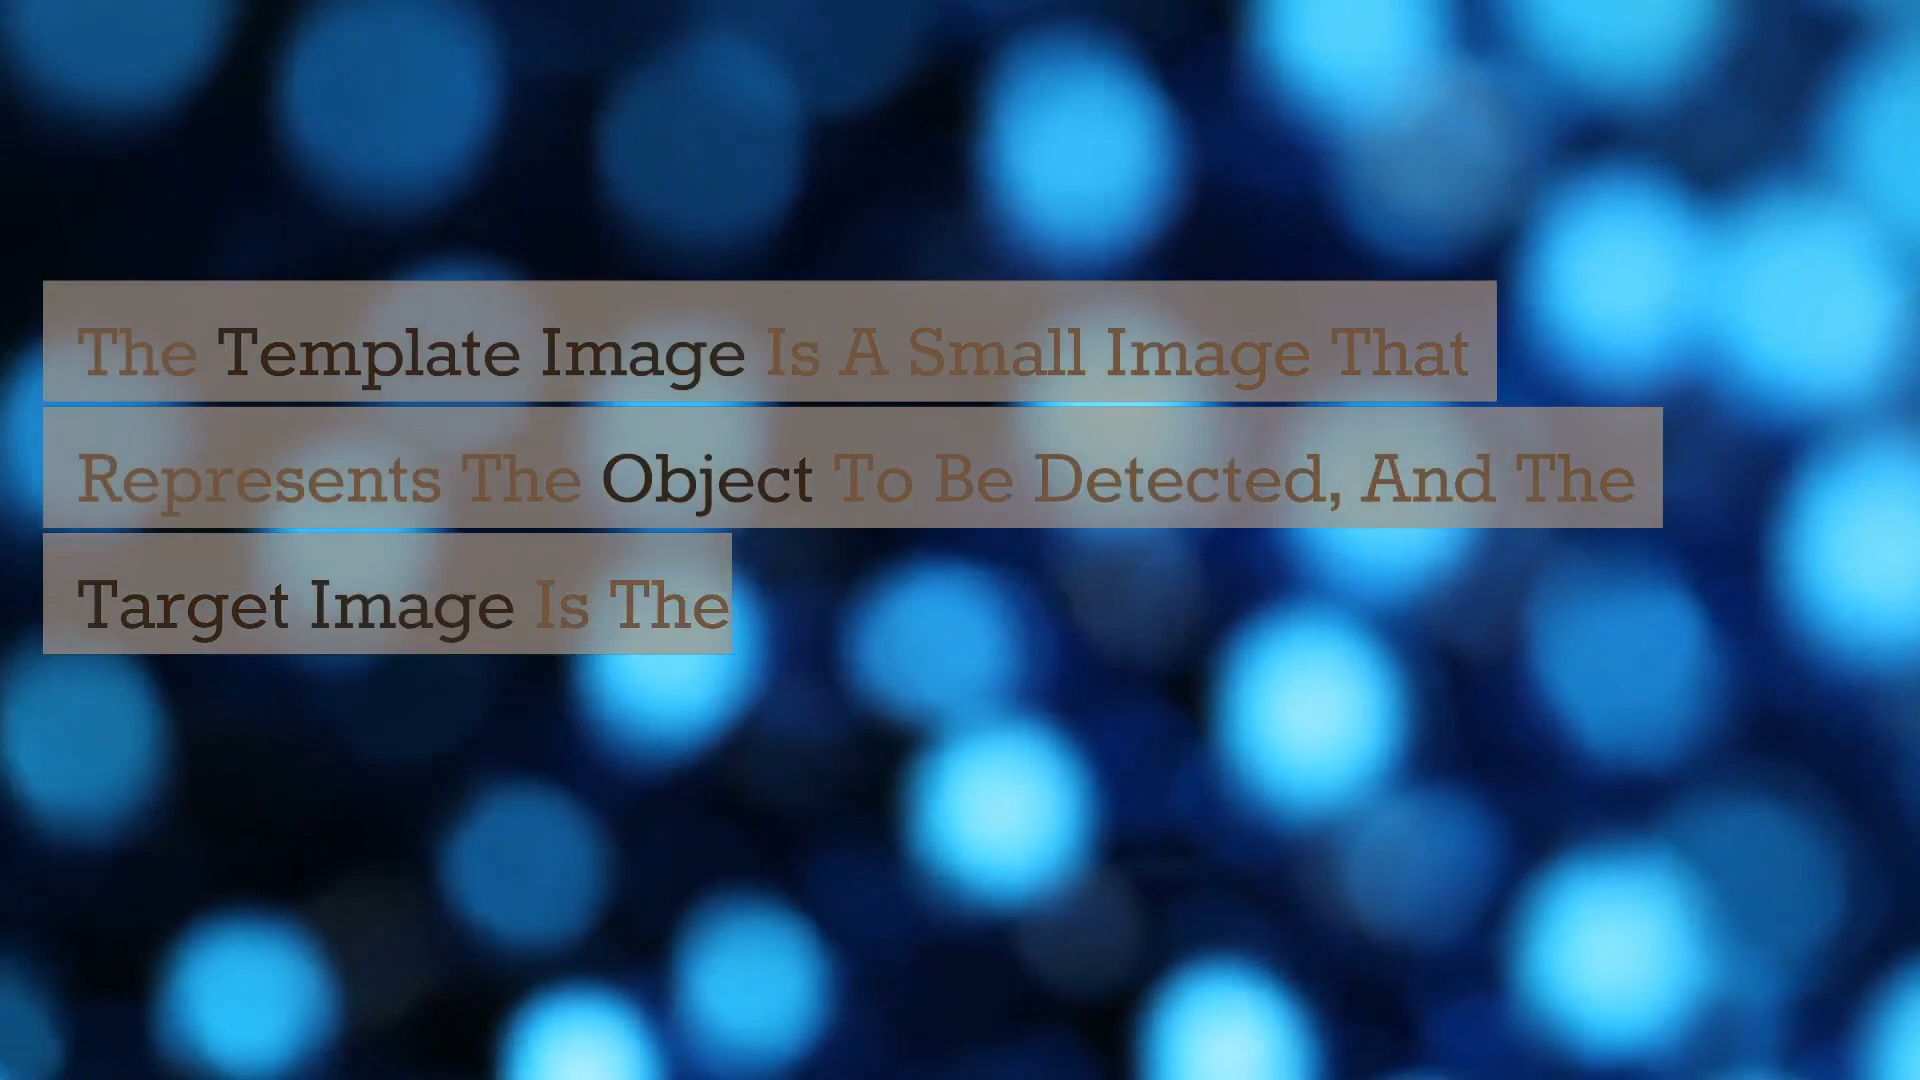 The Template Image Is A Small Image That
Represents The Object To Be Detected, And The
Target Image Is The